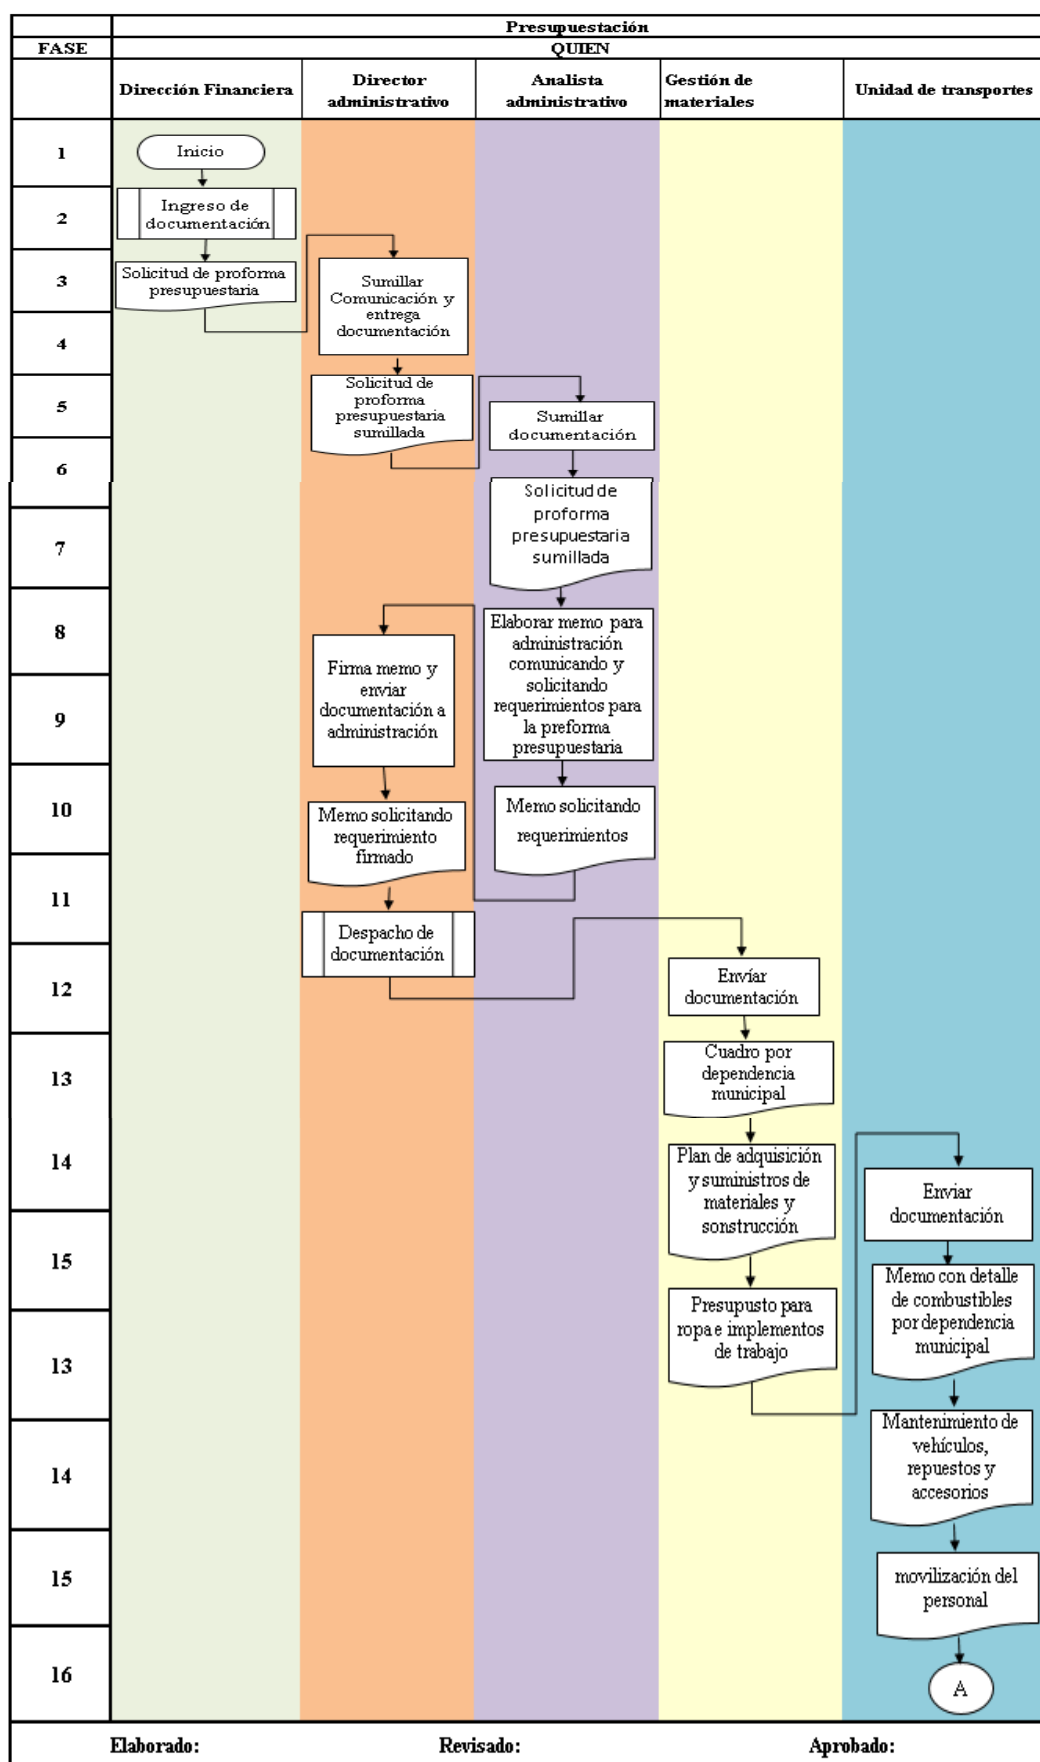 Presupuestación
FASE
QUIEN
Dirección Financiera
Director
administrativo
Analista
administrativo
Gestión de
materiales
Unidad de transportes
1
Inicio
2
Ingreso de
documentación
3
Solicitud de proforma
presupuestaria
Sumillar
Comunicación y
entrega
documentación
4
5
Solicitud de
proforma
presupuestaria
sumillada
Sumillar
documentación
6
Solicitud de
proforma
presupuestaria
sumillada
7
8
Elaborar memo para
administración
comunicando y
solicitando
requerimientos para
la preforma
presupuestaria
Firma memo y
enviar
documentación a
administración
9
10
Memo solicitando
requerimiento
firmado
Memo solicitando
requerimientos
11
Despacho de
documentación
12
Envíar
documentación
13
Cuadro por
dependencia
municipal
14
Plan de adquisición
y suministros de
materiales y
sonstrucción
Enviar
documentación
15
Memo con detalle
de combustibles
por dependencia
municipal
13
Presupusto para
ropa e implementos
de trabajo
14
Mantenimiento de
vehículos,
repuestos y
accesorios
15
movilización del
personal
16
A
Elaborado:
Revisado:
Aprobado: